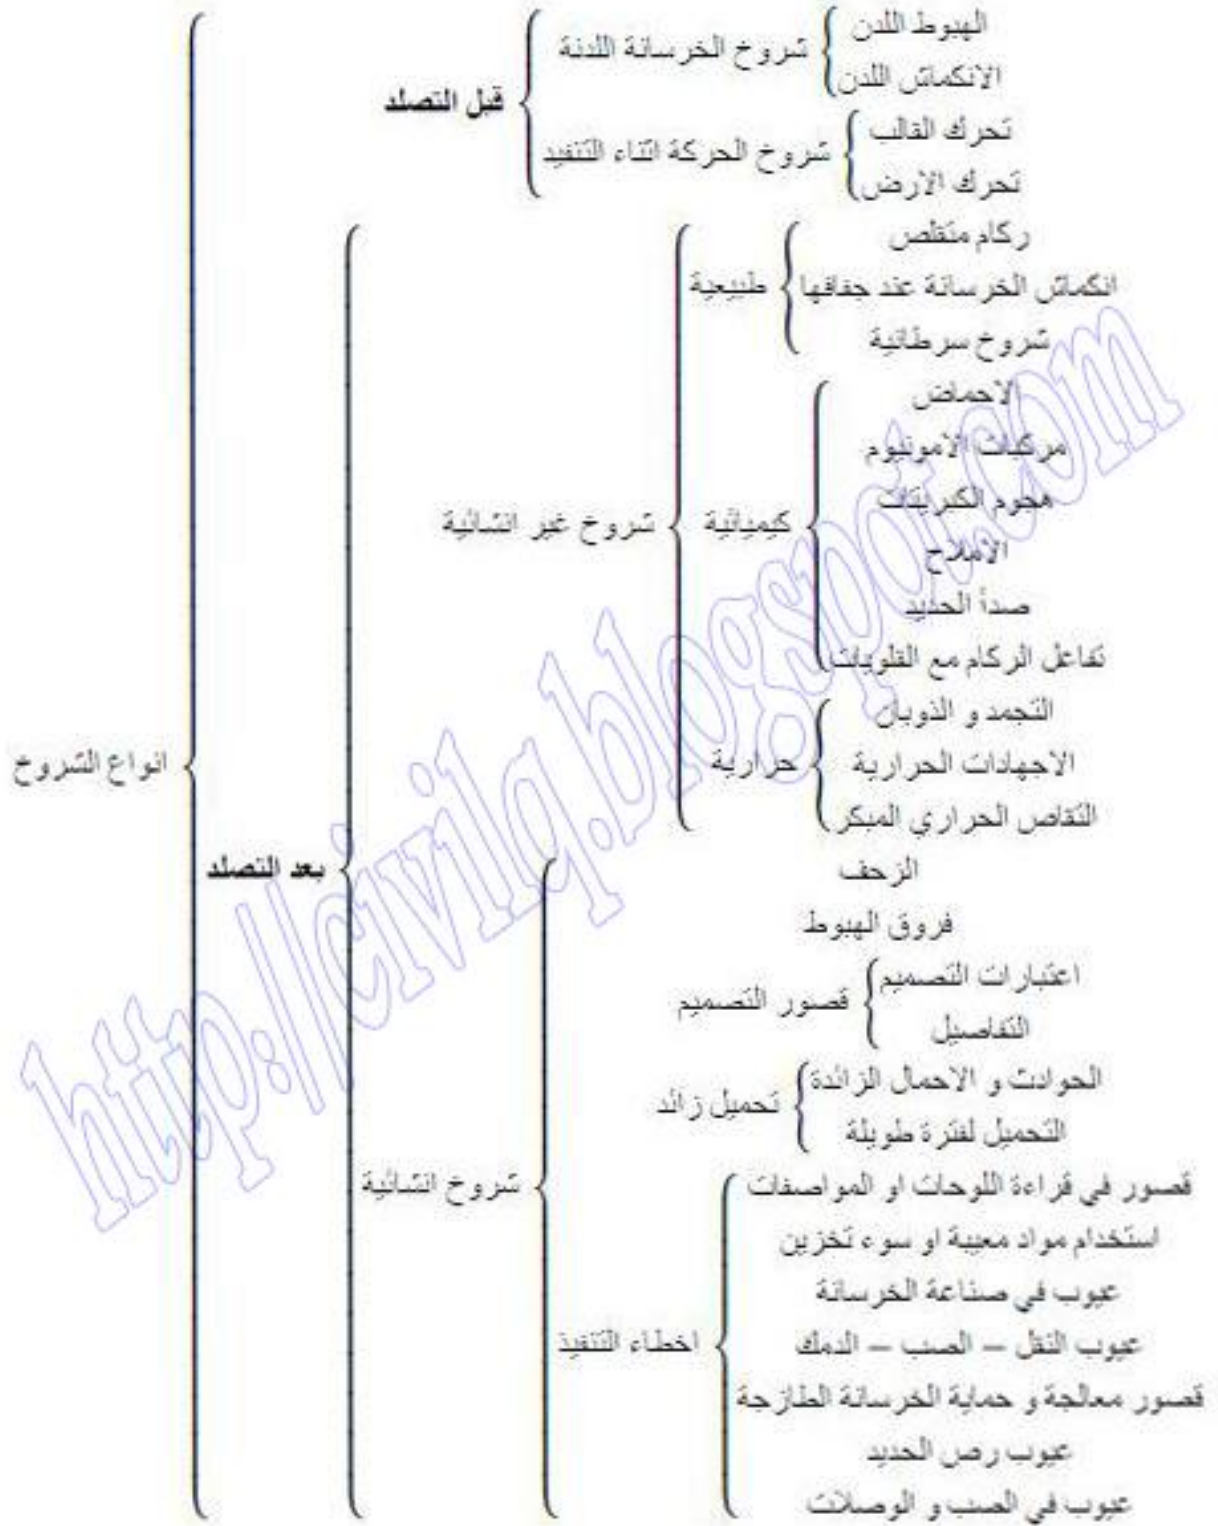 الهبوط اللدن
شروخ الخرسانة اللدنة
الانكماش اللدن
قبل التصلد
تحرك القالب
شروخ الحركة اثناء التنفيد
تحرك الارض
ركام متقلص
انكماش الخرسانة عند جفافها
طبيعية
شروخ سرطانية
الاحماض
مركبات الامونيوم
هجوم الكبريتات
كيميائية
شروخ غير انشائية
الاملاح
صدأ الحديد
تفاعل الركام مع القلويات
التجمد و الذوبان
الاجهادات الحرارية
حرارية
انواع الشروخ
التقاص الحراري المبكر
الزحف
بعد التصلد
فروق الهبوط
اعتبارات التصميم
قصور التصميم
التفاصيل
الحوادث و الاحمال الزائدة
تحميل زائد
التحميل لفترة طويلة
شروخ انشائية
قصور في قراءة اللوحات او المواصفات
استخدام مواد معيبة او سوء تخزين
عيوب في صناعة الخرسانة
عيوب النقل – الصب – الدمك
اخطاء التنفيذ
قصور معالجة و حماية الخرسانة الطازجة
عيوب رص الحديد
عيوب في الصب و الوصلات
http://civilq.blogspot.com